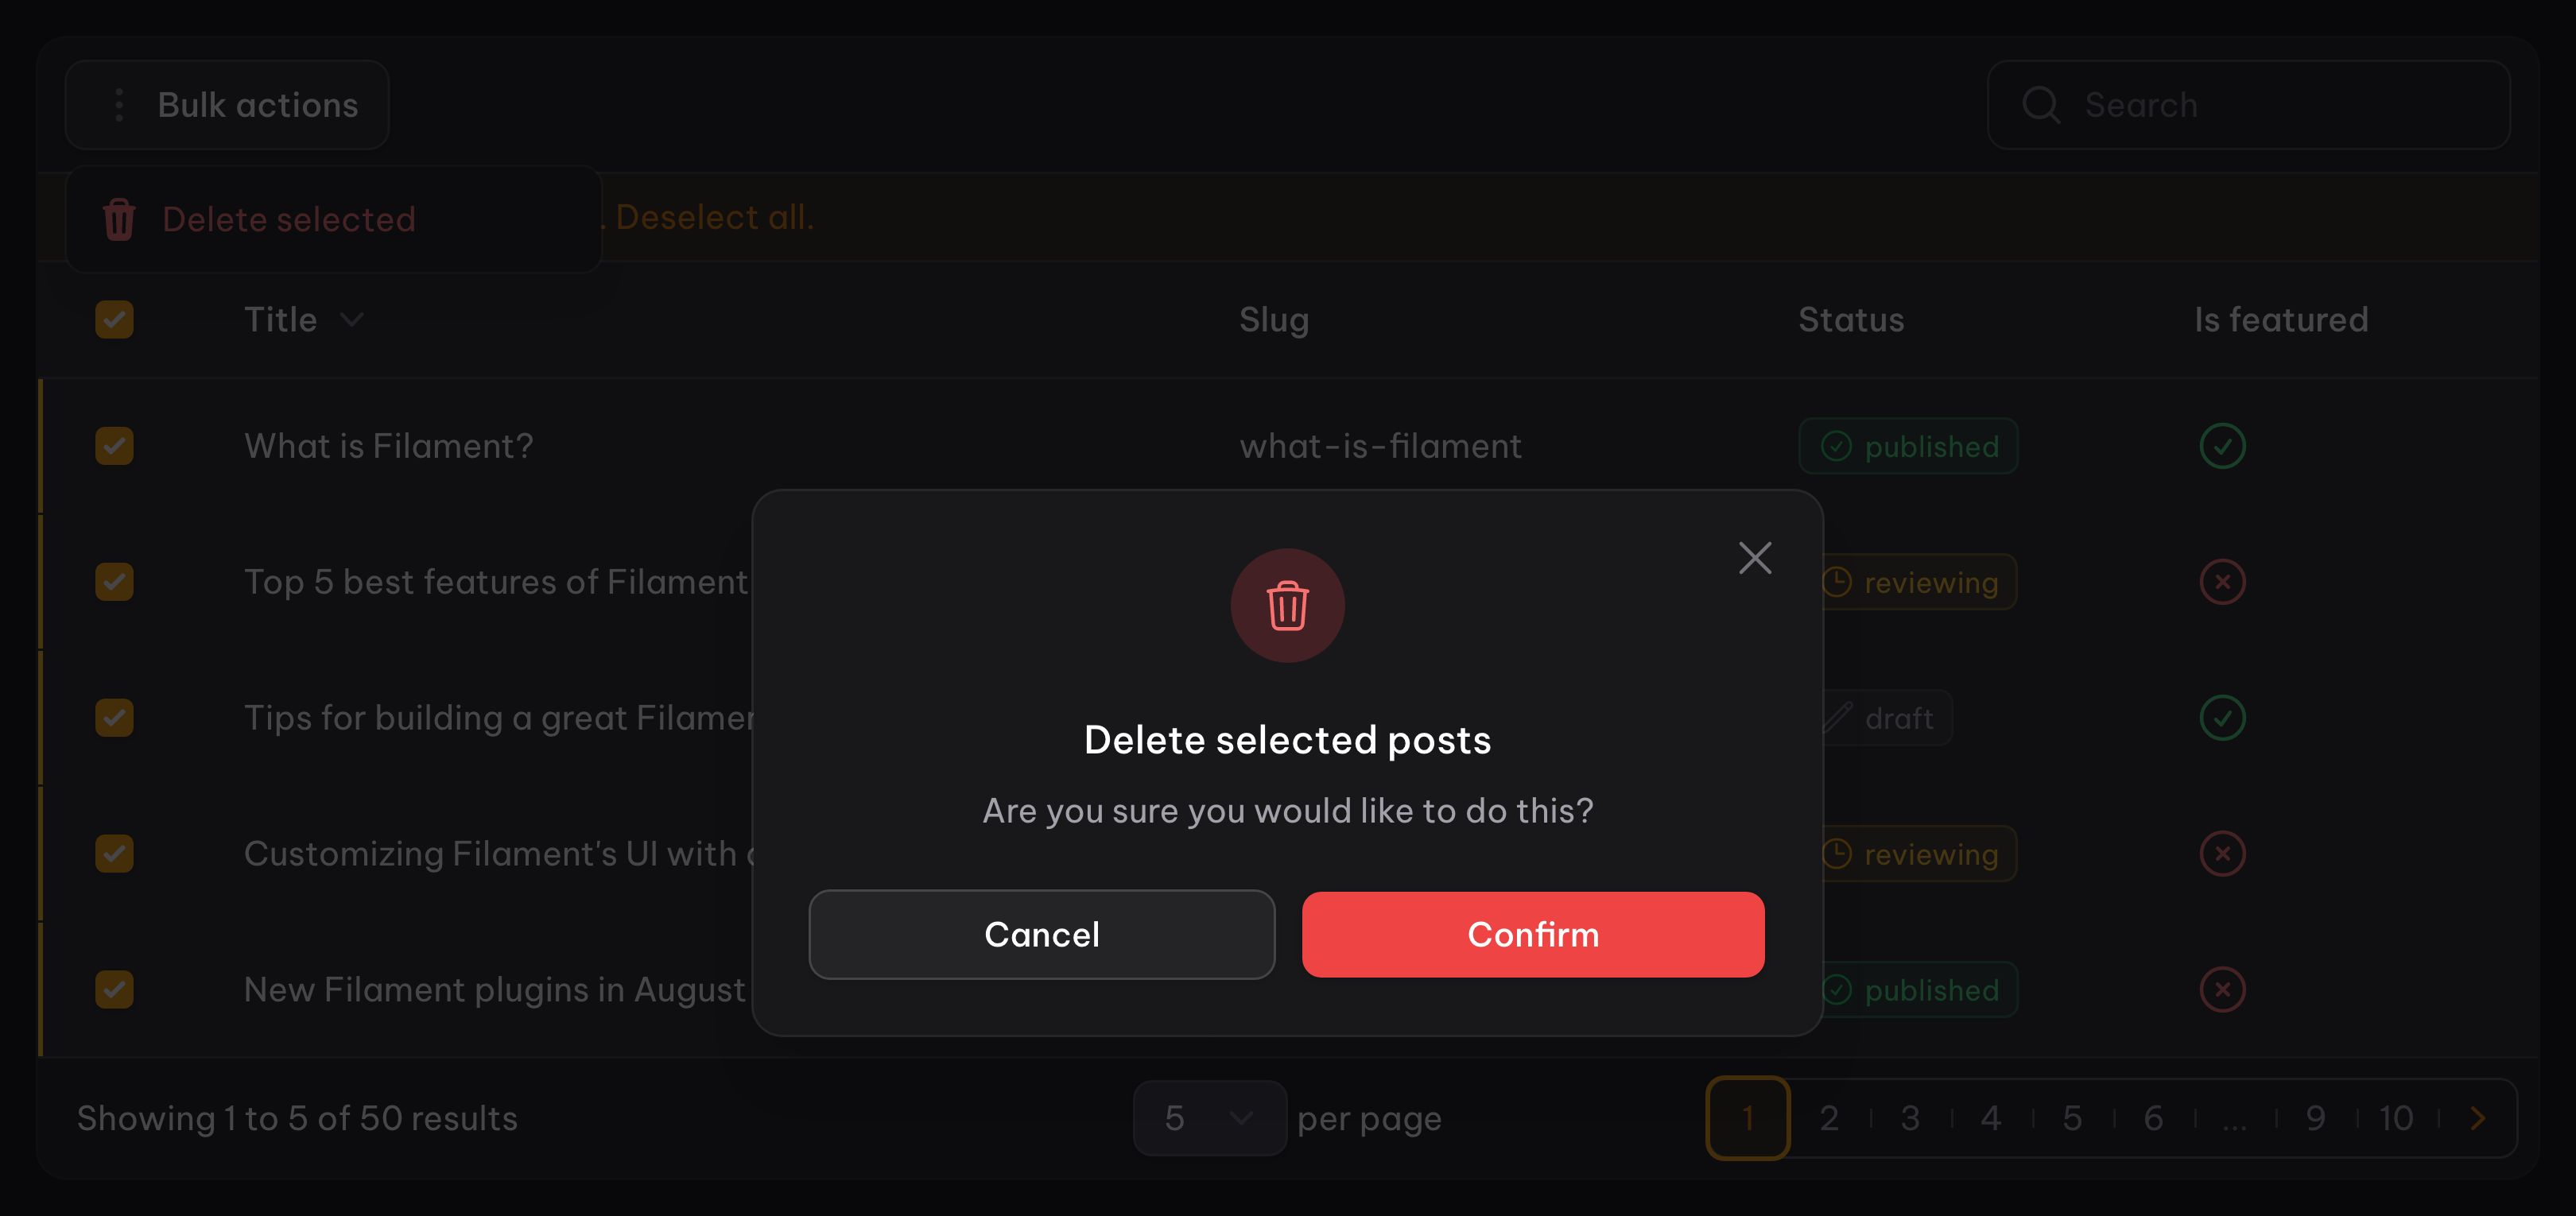 Bulk actions
Search
Delete selected
. Deselect all.
Title Slug Status Is featured
What is Filament? what-is-filament published
Top 5 best features of Filament reviewing
Tips for building a great draft
Customizing Filament's UI with reviewing
New Filament plugins in August published
Delete selected posts
Are you sure you would like to do this?
Cancel Confirm
Showing 1 to 5 of 50 results 5 per page 1 2 3 4 5 6 ... 9 10